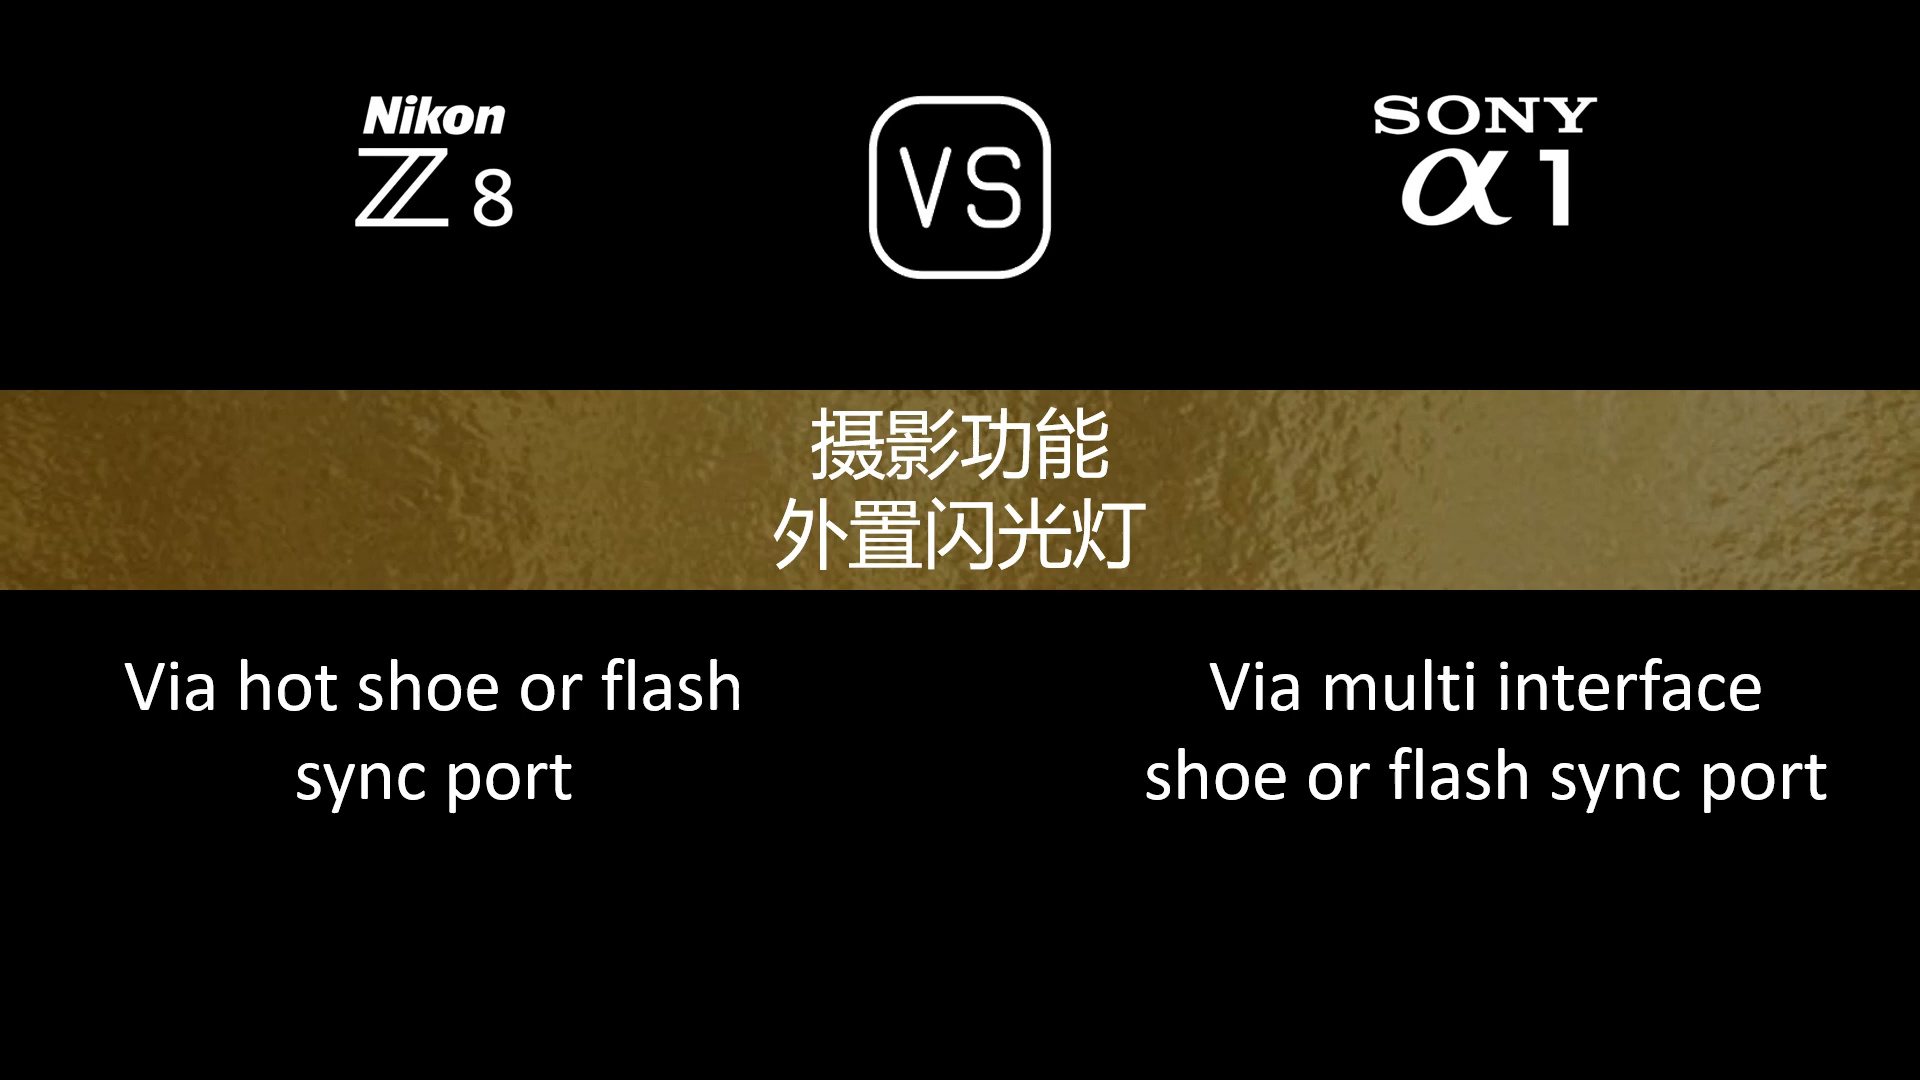 Nikon
Z 8
VS
SONY
α 1
摄影功能
外置闪光灯
Via hot shoe or flash
sync port
Via multi interface
shoe or flash sync port